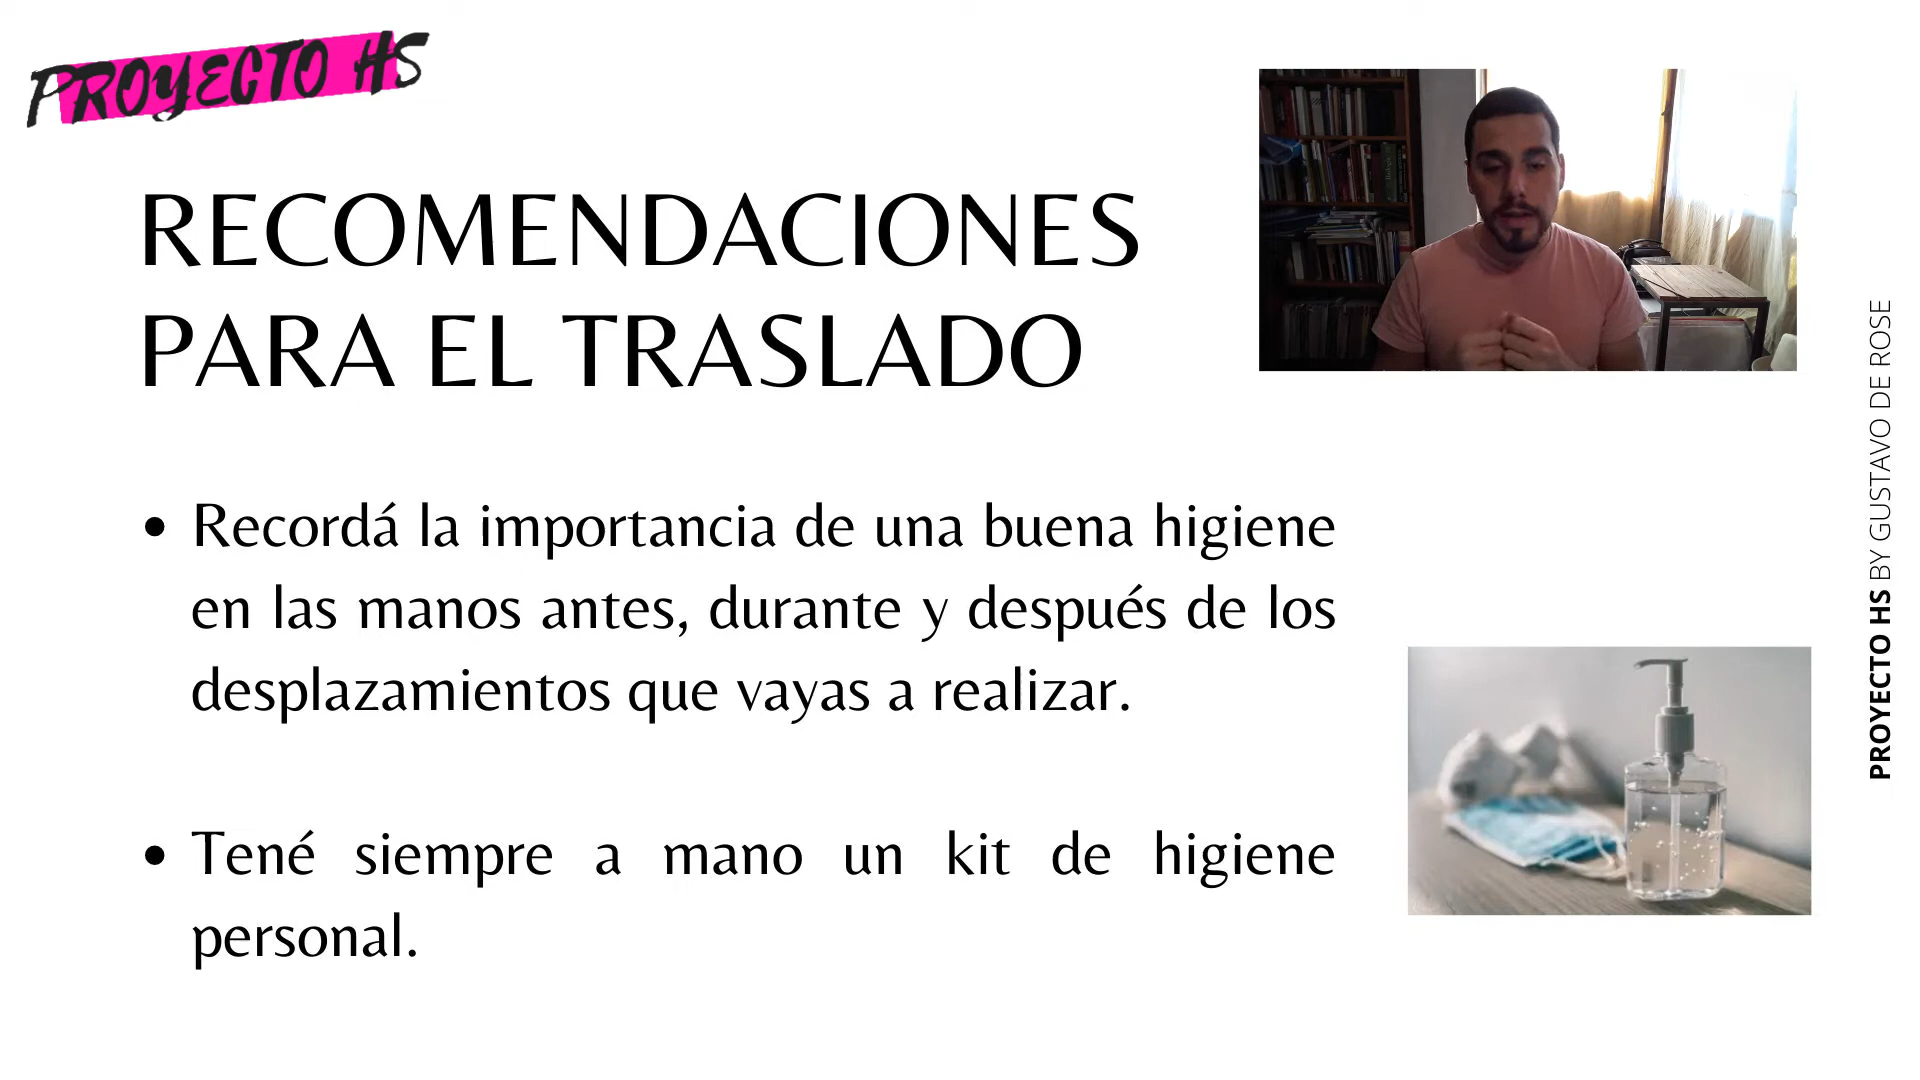 PROYECTO HS
RECOMENDACIONES
PARA EL TRASLADO
• Recordá la importancia de una buena higiene
en las manos antes, durante y después de los
desplazamientos que vayas a realizar.
• Tené siempre a mano un kit de higiene
personal.
PROYECTO HS BY GUSTAVO DE ROSE